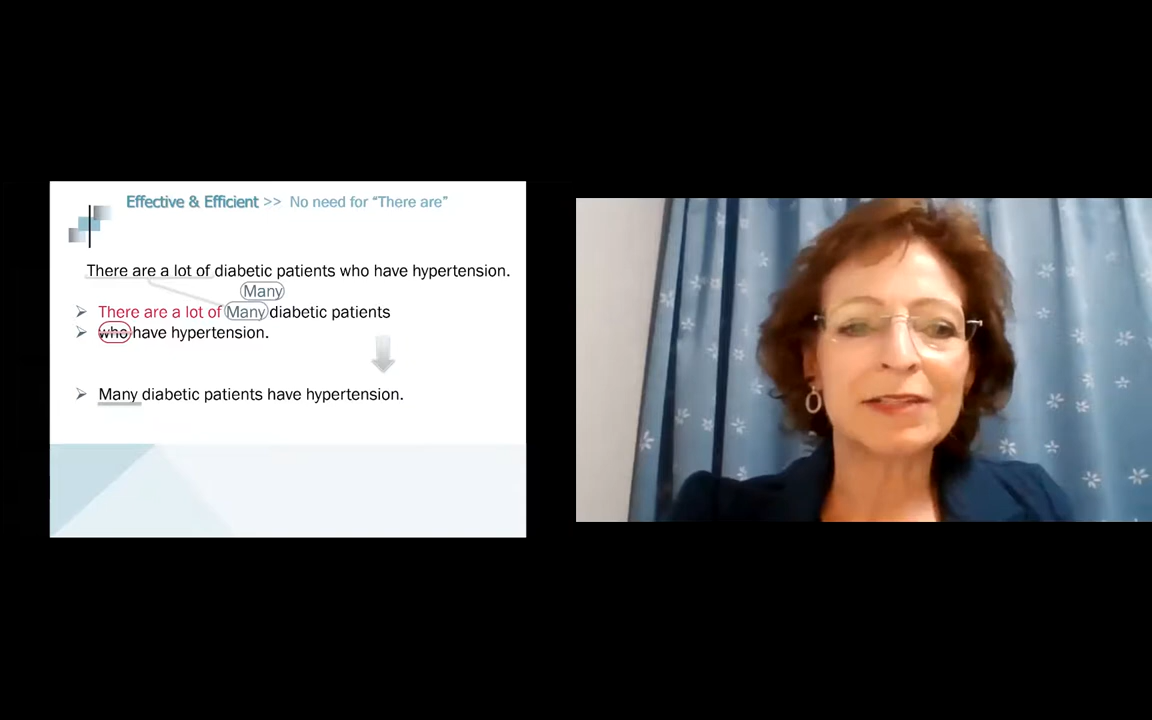 Effective & Efficient >> No need for “There are”
There are a lot of diabetic patients who have hypertension.
Many
There are a lot of Many diabetic patients
who have hypertension.
Many diabetic patients have hypertension.